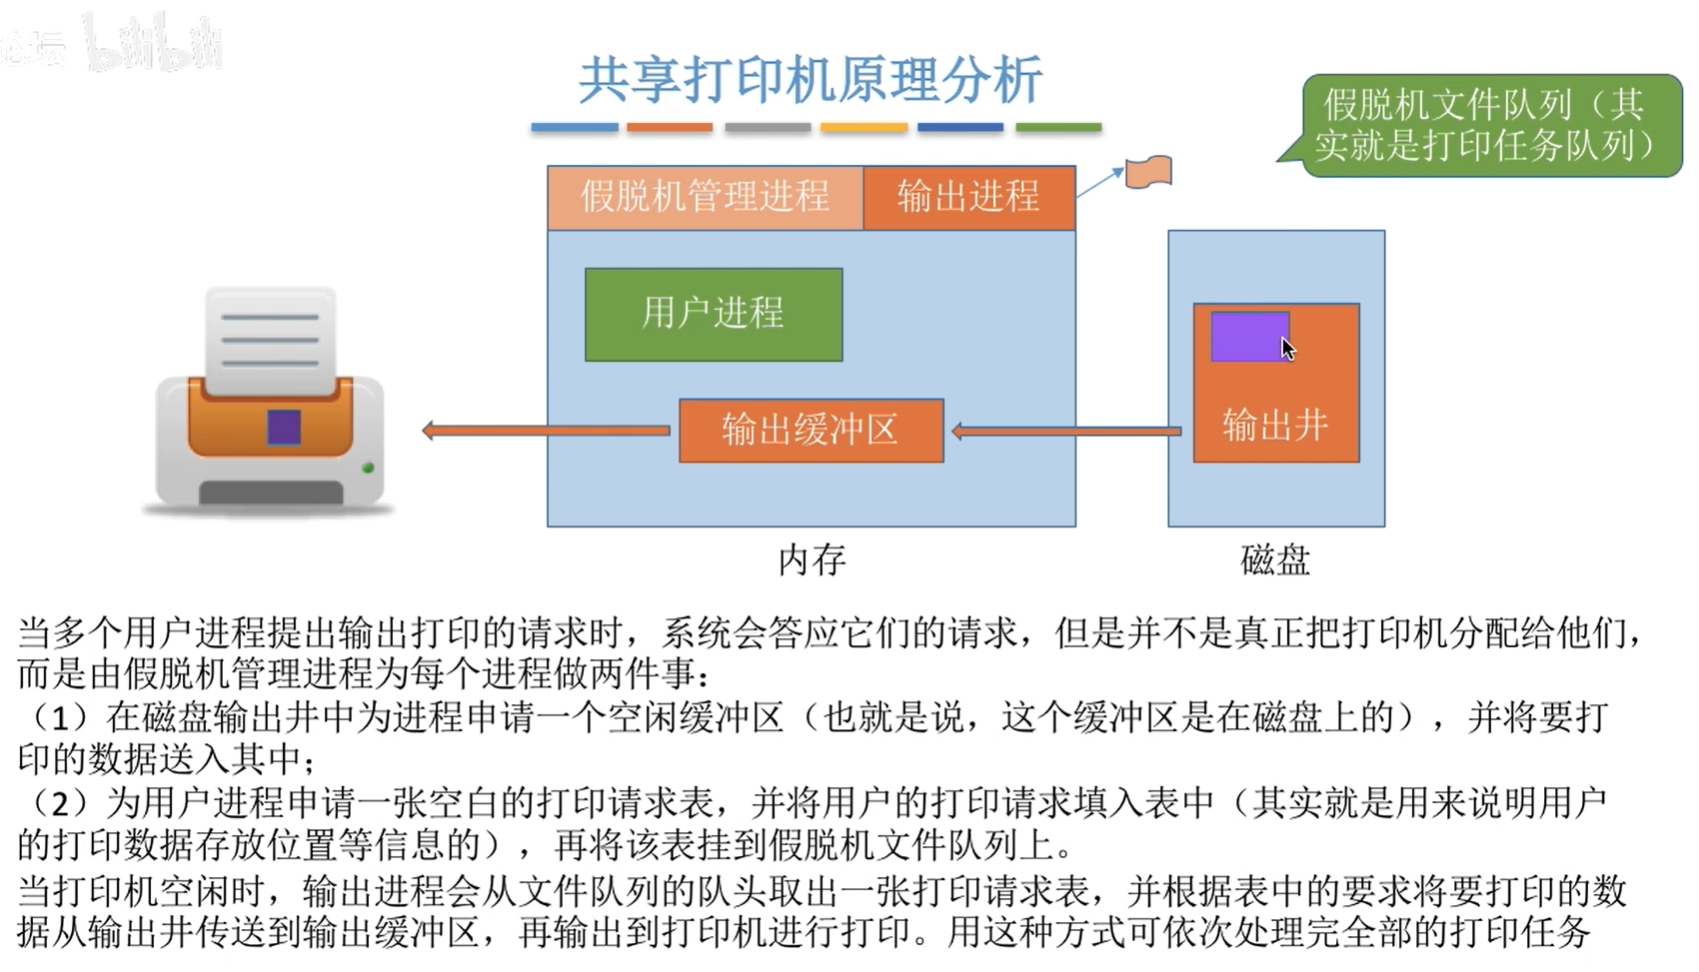 论坛 bilibili
共享打印机原理分析
假脱机文件队列（其
实就是打印任务队列）
假脱机管理进程
输出进程
用户进程
输出缓冲区
输出井
内存
磁盘
当多个用户进程提出输出打印的请求时，系统会答应它们的请求，但是并不是真正把打印机分配给他们，
而是由假脱机管理进程为每个进程做两件事：
（1）在磁盘输出井中为进程申请一个空闲缓冲区（也就是说，这个缓冲区是在磁盘上的），并将要打
印的数据送入其中；
（2）为用户进程申请一张空白的打印请求表，并将用户的打印请求填入表中（其实就是用来说明用户
的打印数据存放位置等信息的），再将该表挂到假脱机文件队列上。
当打印机空闲时，输出进程会从文件队列的队头取出一张打印请求表，并根据表中的要求将要打印的数
据从输出井传送到输出缓冲区，再输出到打印机进行打印。用这种方式可依次处理完全部的打印任务